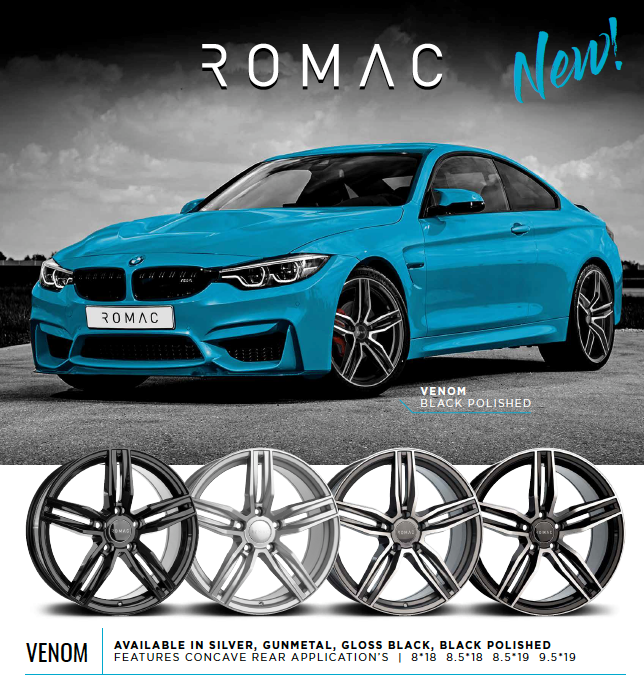 ROMAC
New!
ROMAC
VENOM
BLACK POLISHED
ROMAC
ROMAC
ROMAC
VENOM
AVAILABLE IN SILVER, GUNMETAL, GLOSS BLACK, BLACK POLISHED
FEATURES CONCAVE REAR APPLICATION'S | 8*18 8.5*18 8.5*19 9.5*19